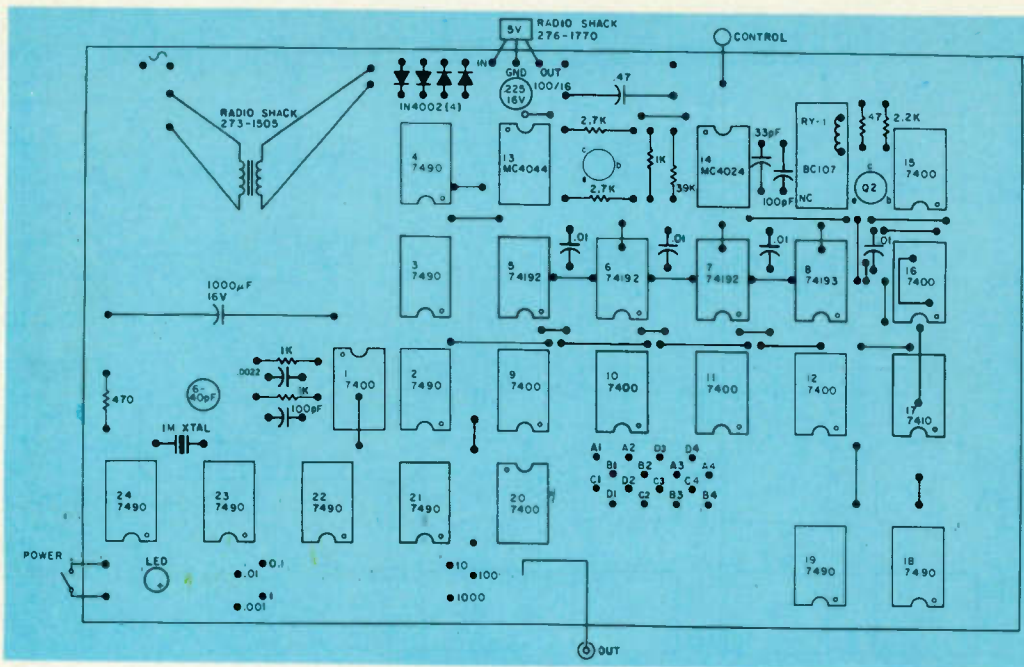 5V
RADIO SHACK
276-1770
CONTROL
IN
GND
OUT
1N4002(4)
225
16V
100/16
.47
RADIO SHACK
273-1505
4
7490
13
MC4044
2.7K
c
b
e
2.7K
1K
39K
14
MC4024
33pF
100pF
RY-1
BC107
NC
47
2.2K
c
Q2
e
b
15
7400
3
7490
5
74192
.01
6
74192
.01
7
74192
.01
8
74193
.01
16
7400
1000μF
16V
470
6-
40pF
1K
.0022
1K
100pF
1
7400
2
7490
9
7400
10
7400
11
7400
12
7400
17
7410
1M XTAL
A1 A2 D3 D4
B1 B2 A3 A4
C1 D2 C3 C4
D1 C2 B3 B4
24
7490
23
7490
22
7490
21
7490
20
7400
19
7490
18
7490
POWER
LED
+
0.1
.01
1
.001
10
100
1000
OUT